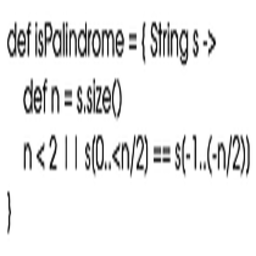 def isPalindrome = { String s ->
def n = s.size()
n < 2 || s(0..<n/2) == s(-1..(-n/2))
}